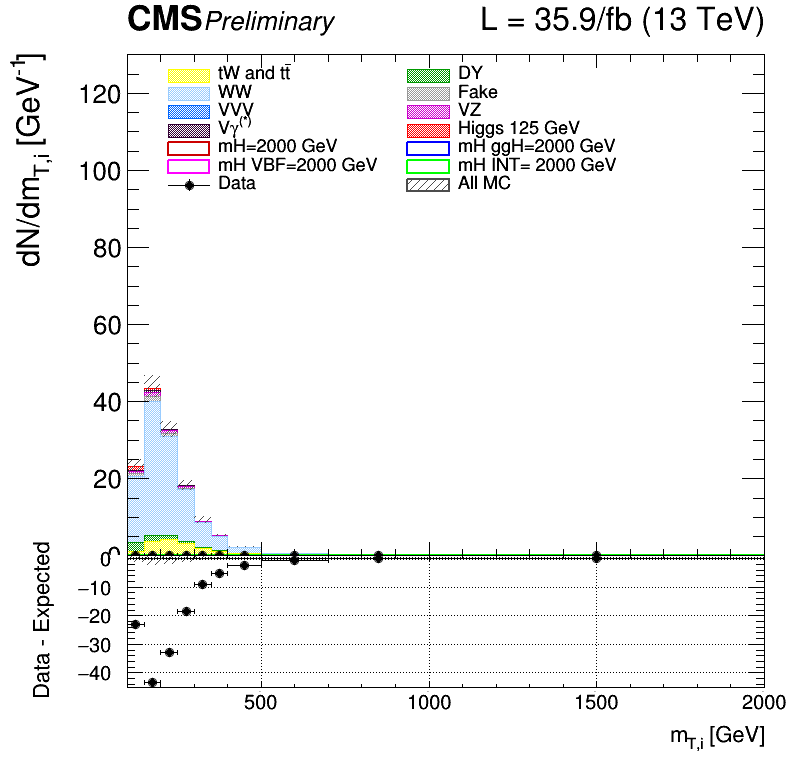 CMS Preliminary L = 35.9/fb (13 TeV)
dN/dm_{T,i} [GeV^{-1}]
120
100
80
60
40
20
0
tW and tt̄ DY
WW Fake
VVV VZ
Vγ^{(*)} Higgs 125 GeV
mH=2000 GeV mH ggH=2000 GeV
mH VBF=2000 GeV mH INT= 2000 GeV
Data All MC
Data - Expected
0
−10
−20
−30
−40
500 1000 1500 2000
m_{T,i} [GeV]